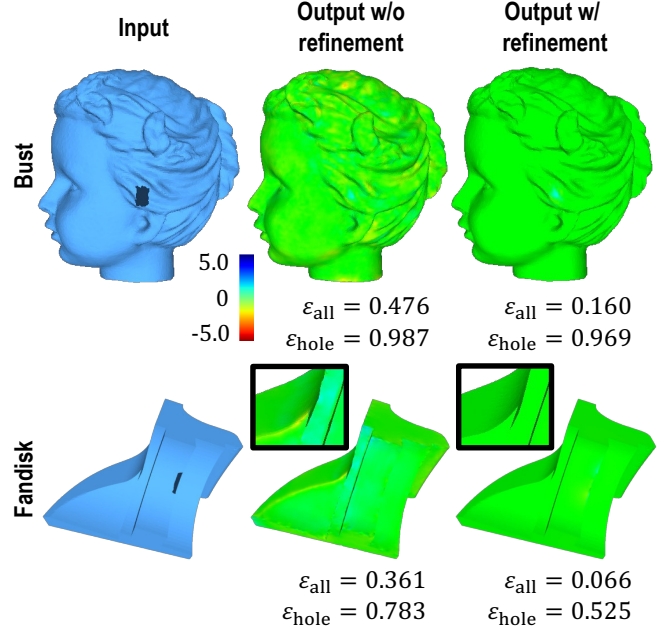 Input
Output w/o
refinement
Output w/
refinement
Bust
5.0
0
-5.0
εall = 0.476
εhole = 0.987
εall = 0.160
εhole = 0.969
Fandisk
εall = 0.361
εhole = 0.783
εall = 0.066
εhole = 0.525